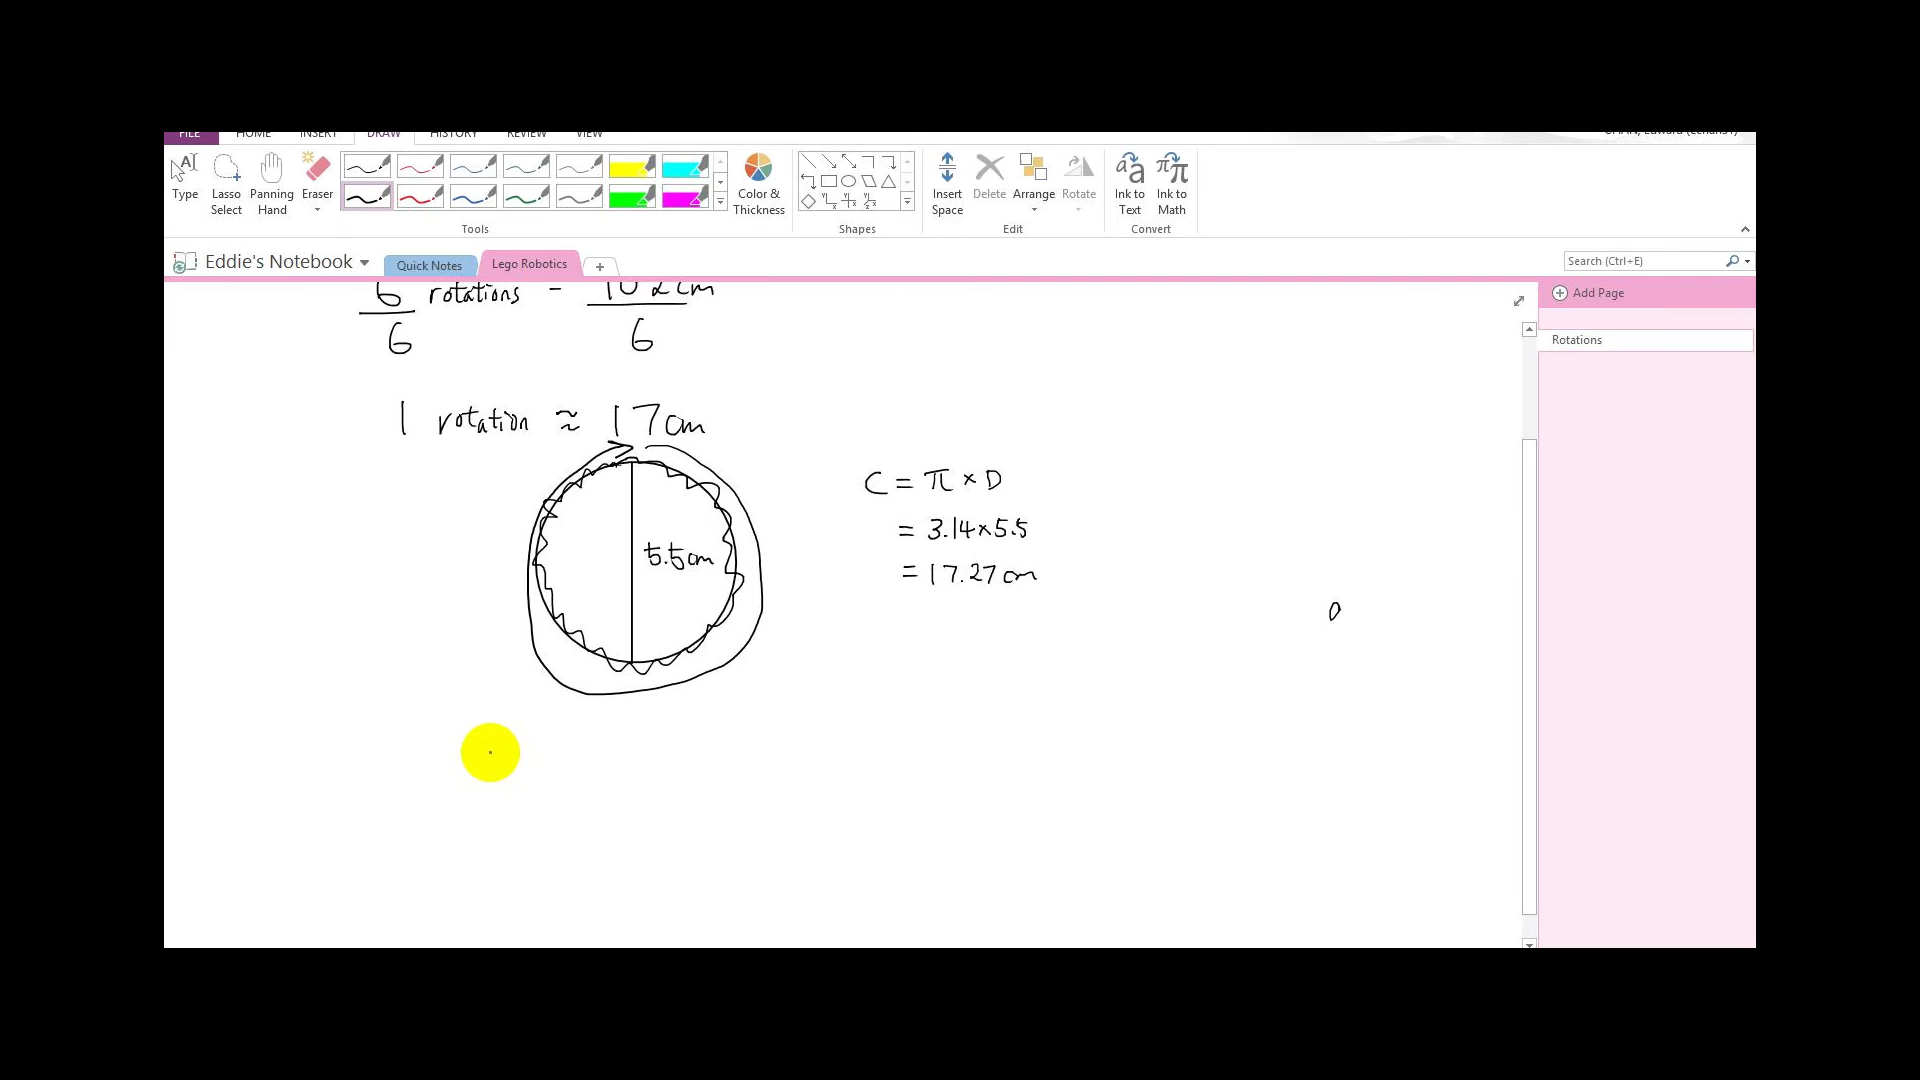 FILE HOME INSERT DRAW HISTORY REVIEW VIEW
Type
Lasso Select
Panning Hand
Eraser
Color & Thickness
Insert Space
Delete
Arrange
Rotate
Ink to Text
Ink to Math
Tools
Shapes
Edit
Convert
Eddie's Notebook
Quick Notes
Lego Robotics
Search (Ctrl+E)
Add Page
Rotations
6 rotations = 102cm
6 6
1 rotation ≈ 17cm
5.5cm
C = π × D
= 3.14×5.5
= 17.27cm
0